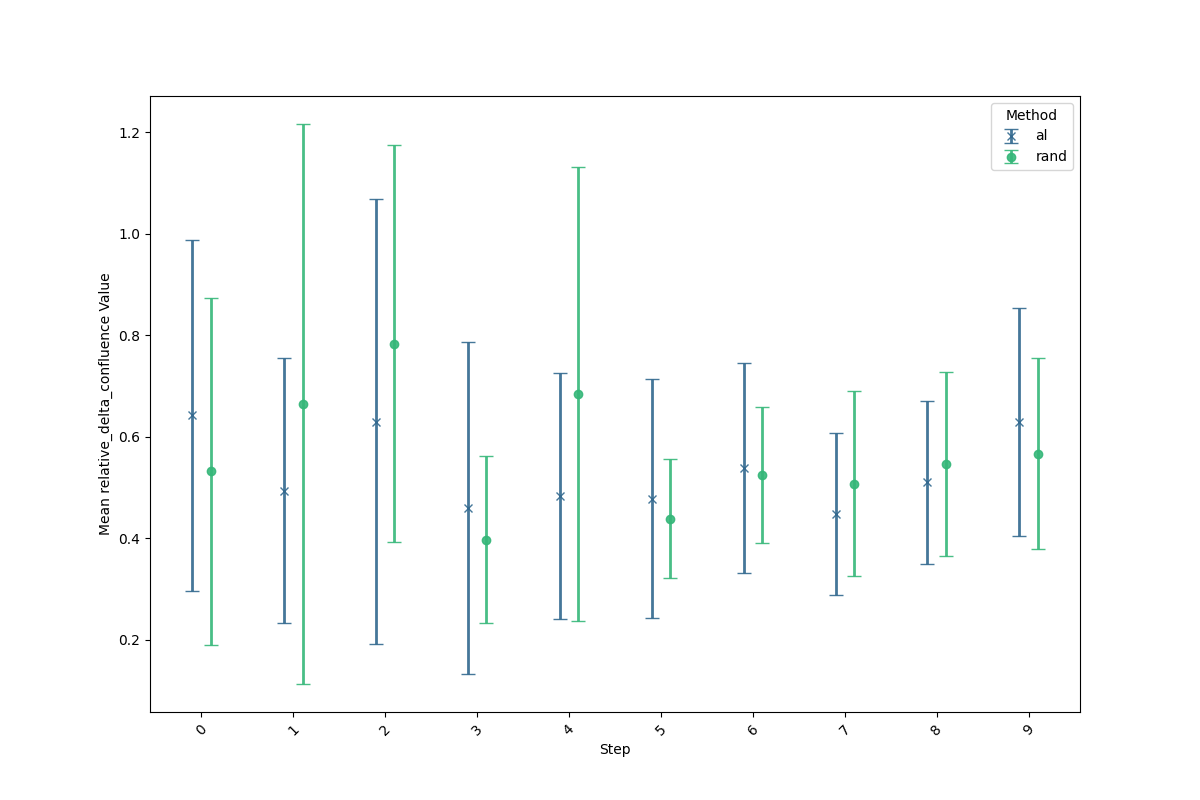 Method
al
rand
1.2
1.0
0.8
0.6
0.4
0.2
Mean relative_delta_confluence Value
0 1 2 3 4 5 6 7 8 9
Step